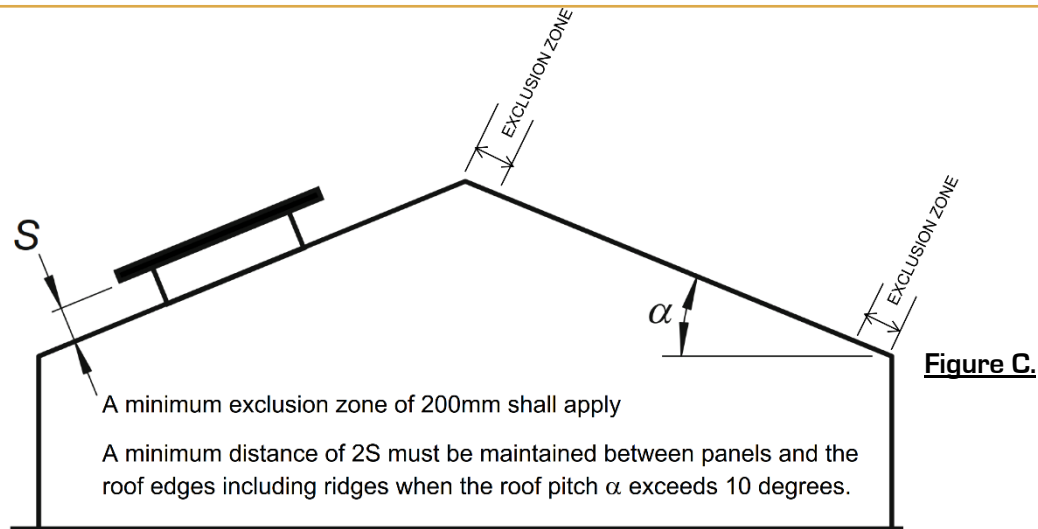 EXCLUSION ZONE
EXCLUSION ZONE
S
α
Figure C.
A minimum exclusion zone of 200mm shall apply
A minimum distance of 2S must be maintained between panels and the
roof edges including ridges when the roof pitch α exceeds 10 degrees.